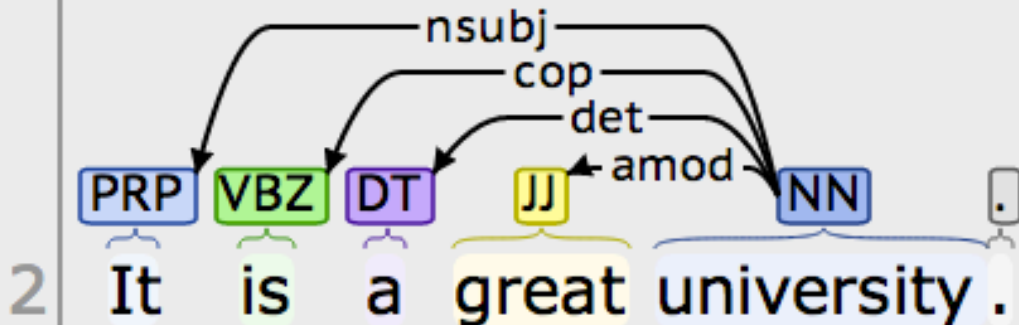 nsubj
cop
det
amod
PRP VBZ DT JJ NN .
2 It is a great university .